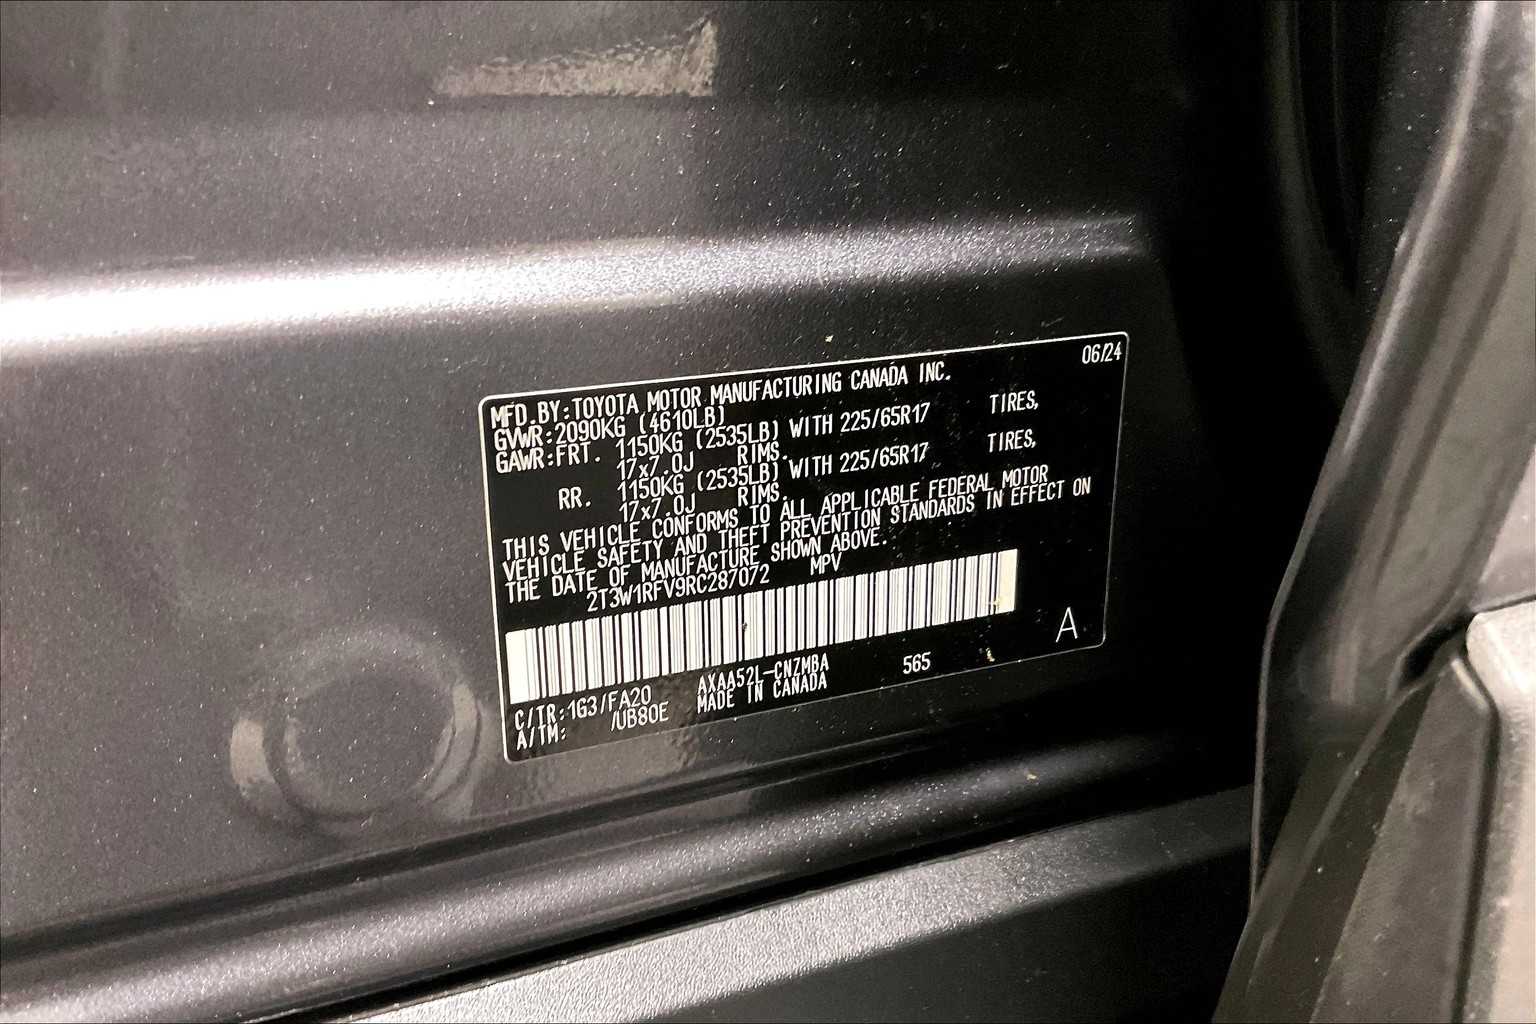 06/24
MFD.BY:TOYOTA MOTOR MANUFACTURING CANADA INC.
GVWR:2090KG (4610LB)
GAWR:FRT. 1150KG (2535LB) WITH 225/65R17 TIRES,
17x7.0J RIMS.
RR. 1150KG (2535LB) WITH 225/65R17 TIRES,
17x7.0J RIMS.
THIS VEHICLE CONFORMS TO ALL APPLICABLE FEDERAL MOTOR
VEHICLE SAFETY AND THEFT PREVENTION STANDARDS IN EFFECT ON
THE DATE OF MANUFACTURE SHOWN ABOVE.
2T3W1RFV9RC287072 MPV
A
C/TR:1G3/FA20 AXAA52L-CNZMBA 565
A/TM: /UB80E MADE IN CANADA